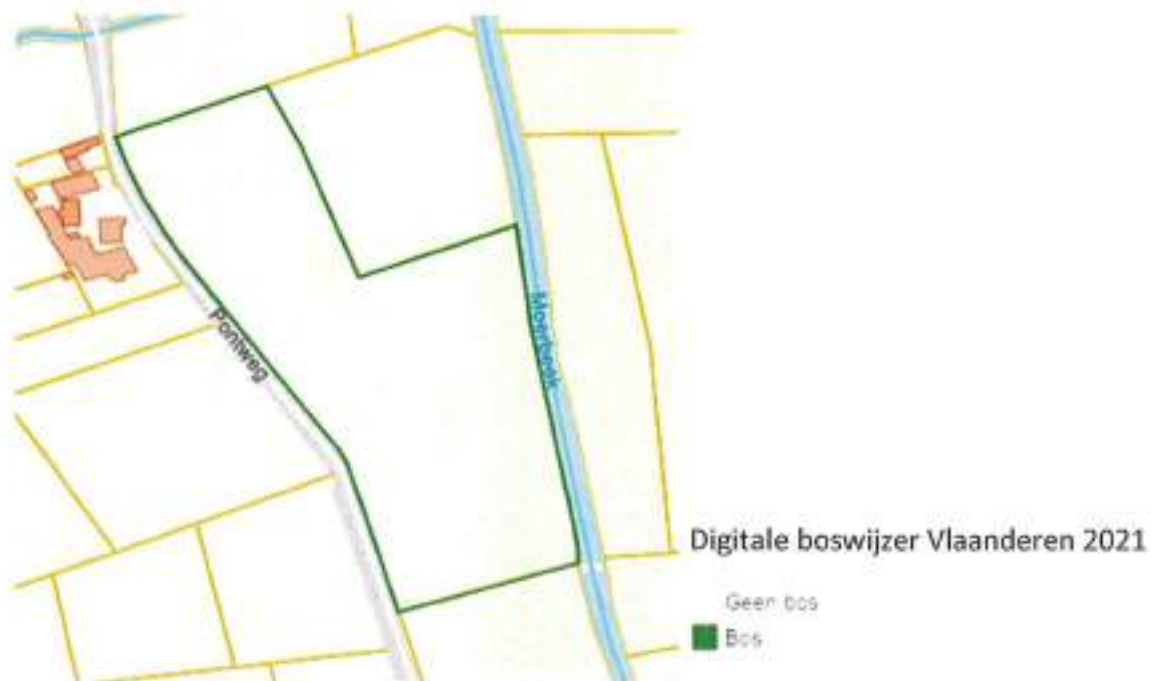 Pontweg
Moerbeek
Digitale boswijzer Vlaanderen 2021
Geen bos
Bos